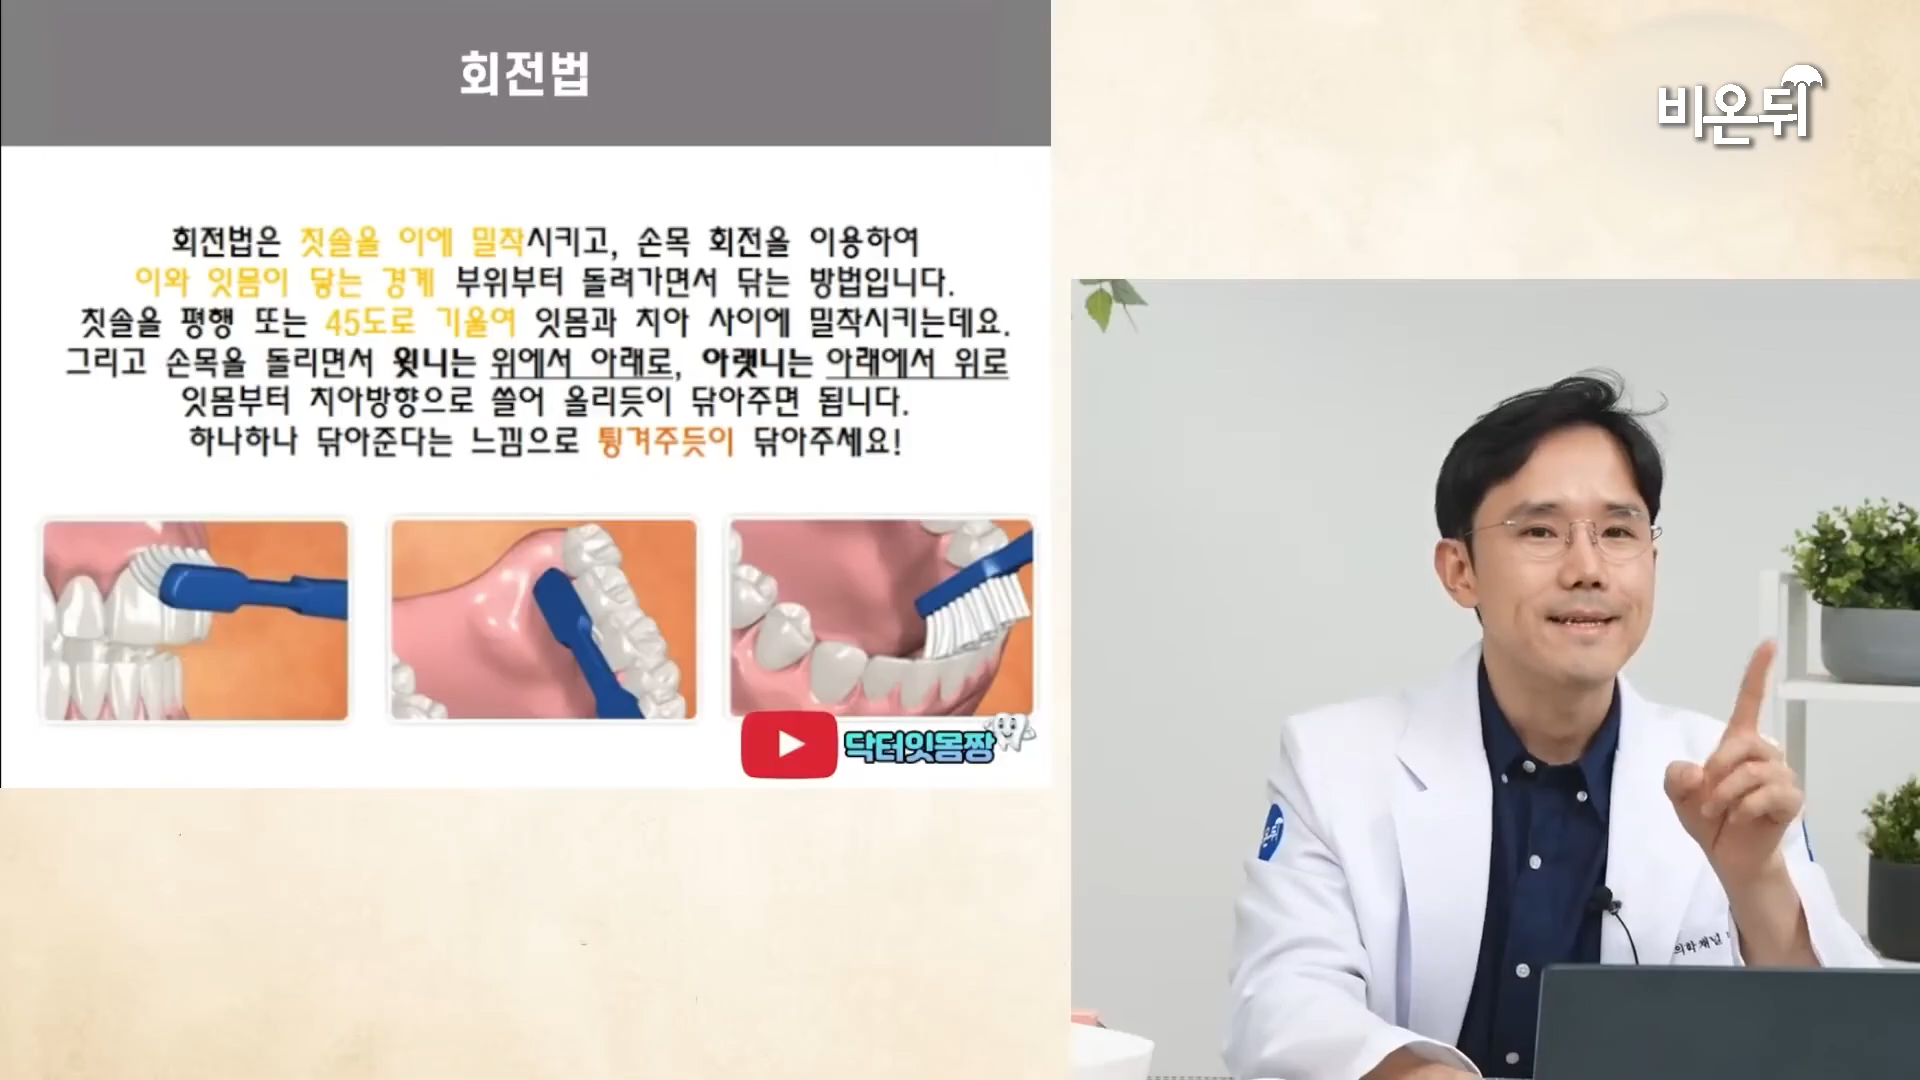 회전법
비온뒤
회전법은 칫솔을 이에 밀착시키고, 손목 회전을 이용하여
이와 잇몸이 닿는 경계 부위부터 돌려가면서 닦는 방법입니다.
칫솔을 평행 또는 45도로 기울여 잇몸과 치아 사이에 밀착시키는데요.
그리고 손목을 돌리면서 윗니는 위에서 아래로, 아랫니는 아래에서 위로
잇몸부터 치아방향으로 쓸어 올리듯이 닦아주면 됩니다.
하나하나 닦아준다는 느낌으로 튕겨주듯이 닦아주세요!
닥터잇몸짱
온뒤
의학채널